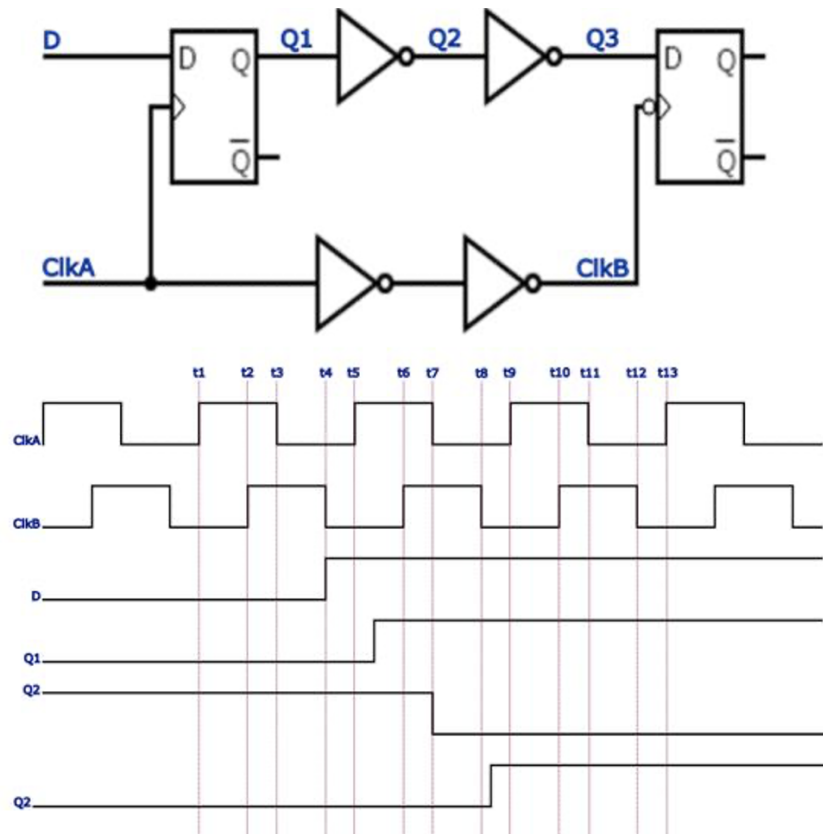 D Q1 Q2 Q3
D Q D Q
Q Q
ClkA ClkB
t1 t2 t3 t4 t5 t6 t7 t8 t9 t10 t11 t12 t13
ClkA
ClkB
D
Q1
Q2
Q2